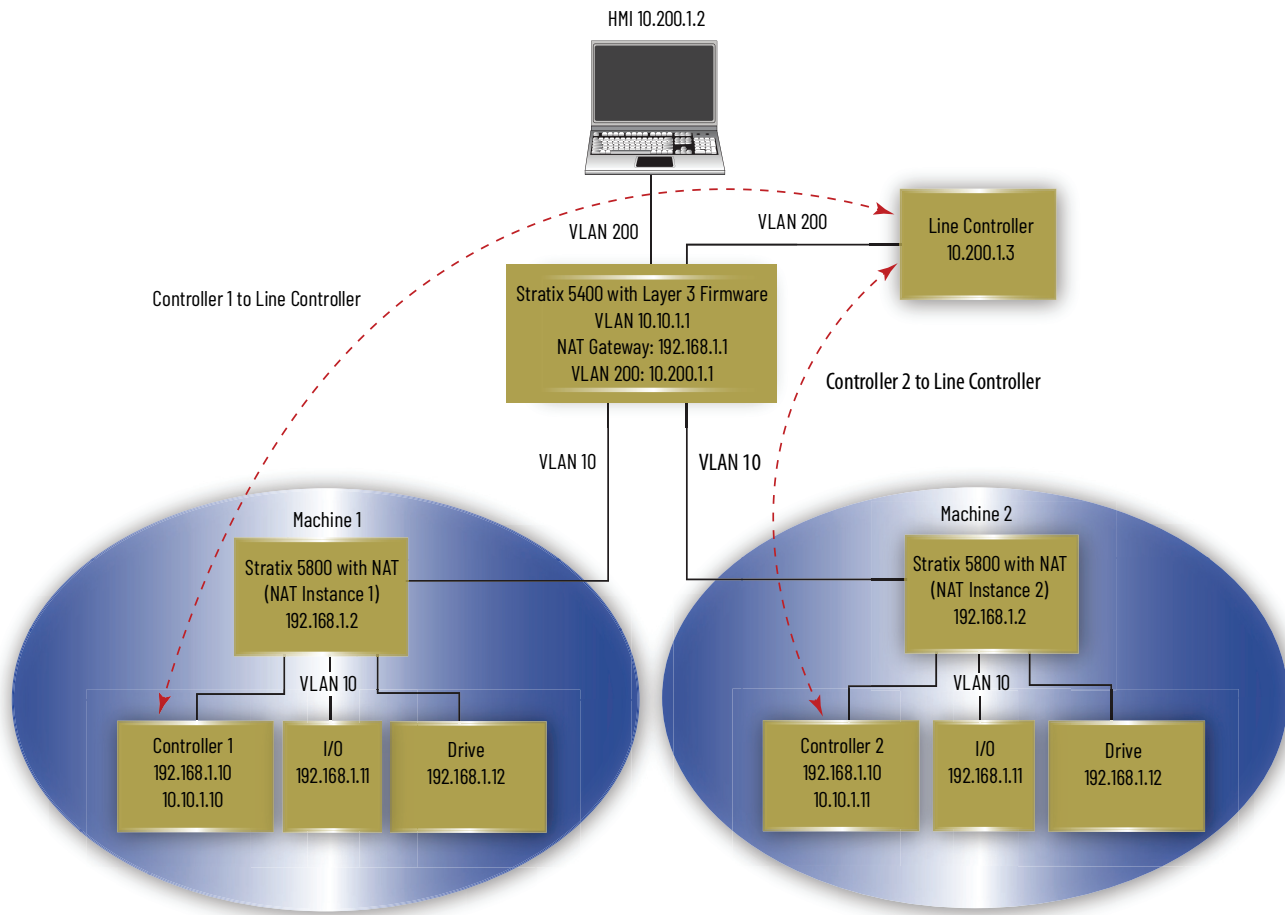 HMI 10.200.1.2
VLAN 200
VLAN 200
Line Controller
10.200.1.3
Controller 1 to Line Controller
Stratix 5400 with Layer 3 Firmware
VLAN 10.10.1.1
NAT Gateway: 192.168.1.1
VLAN 200: 10.200.1.1
Controller 2 to Line Controller
VLAN 10
VLAN 10
Machine 1
Stratix 5800 with NAT
(NAT Instance 1)
192.168.1.2
VLAN 10
Controller 1
192.168.1.10
10.10.1.10
I/O
192.168.1.11
Drive
192.168.1.12
Machine 2
Stratix 5800 with NAT
(NAT Instance 2)
192.168.1.2
VLAN 10
Controller 2
192.168.1.10
10.10.1.11
I/O
192.168.1.11
Drive
192.168.1.12